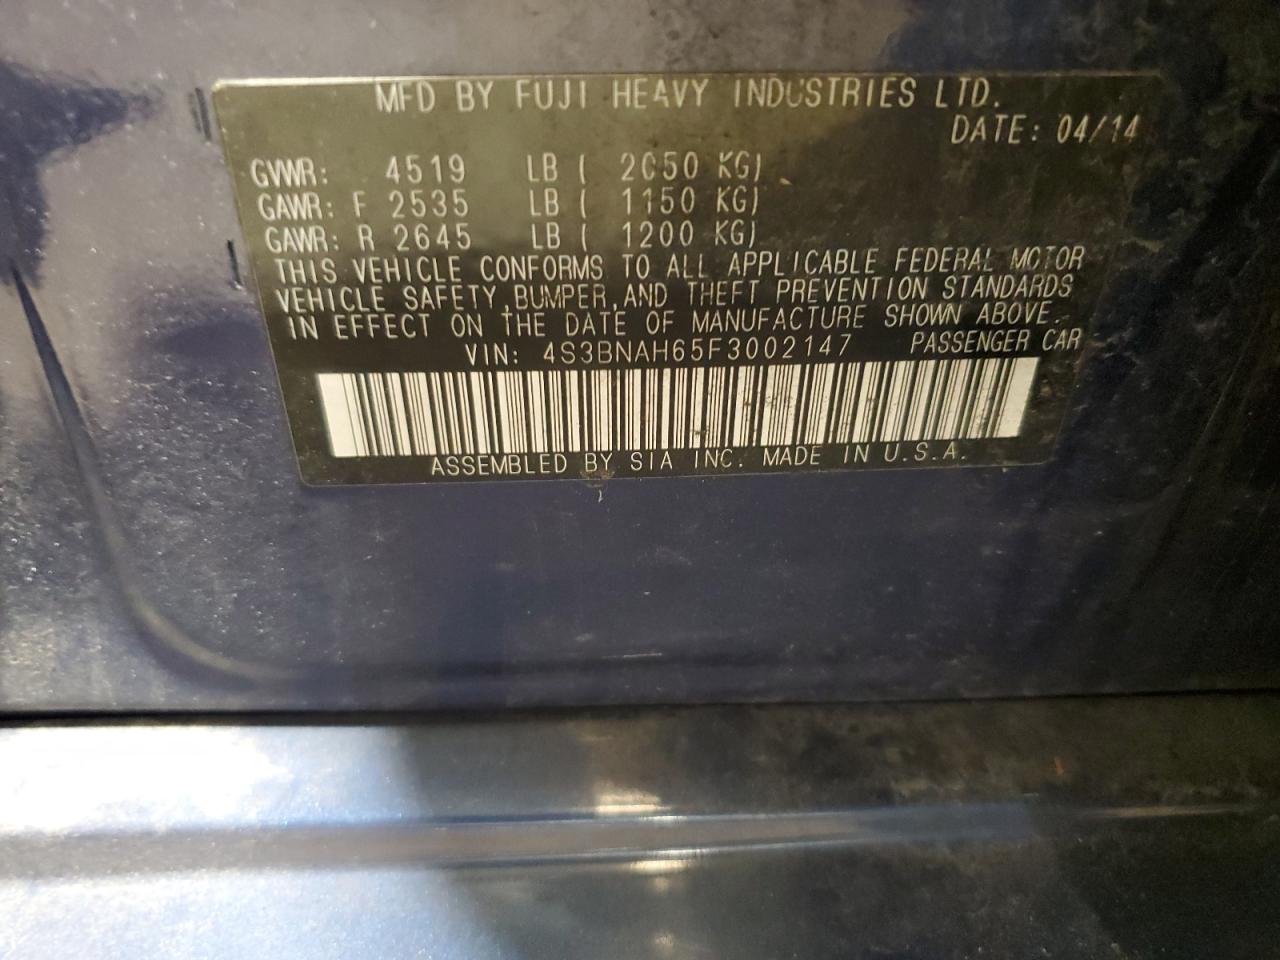 MFD BY FUJI HEAVY INDUSTRIES LTD.
DATE: 04/14
GVWR: 4519 LB ( 2050 KG)
GAWR: F 2535 LB ( 1150 KG)
GAWR: R 2645 LB ( 1200 KG)
THIS VEHICLE CONFORMS TO ALL APPLICABLE FEDERAL MOTOR
VEHICLE SAFETY, BUMPER, AND THEFT PREVENTION STANDARDS
IN EFFECT ON THE DATE OF MANUFACTURE SHOWN ABOVE.
VIN: 4S3BNAH65F3002147 PASSENGER CAR
ASSEMBLED BY SIA INC. MADE IN U.S.A.